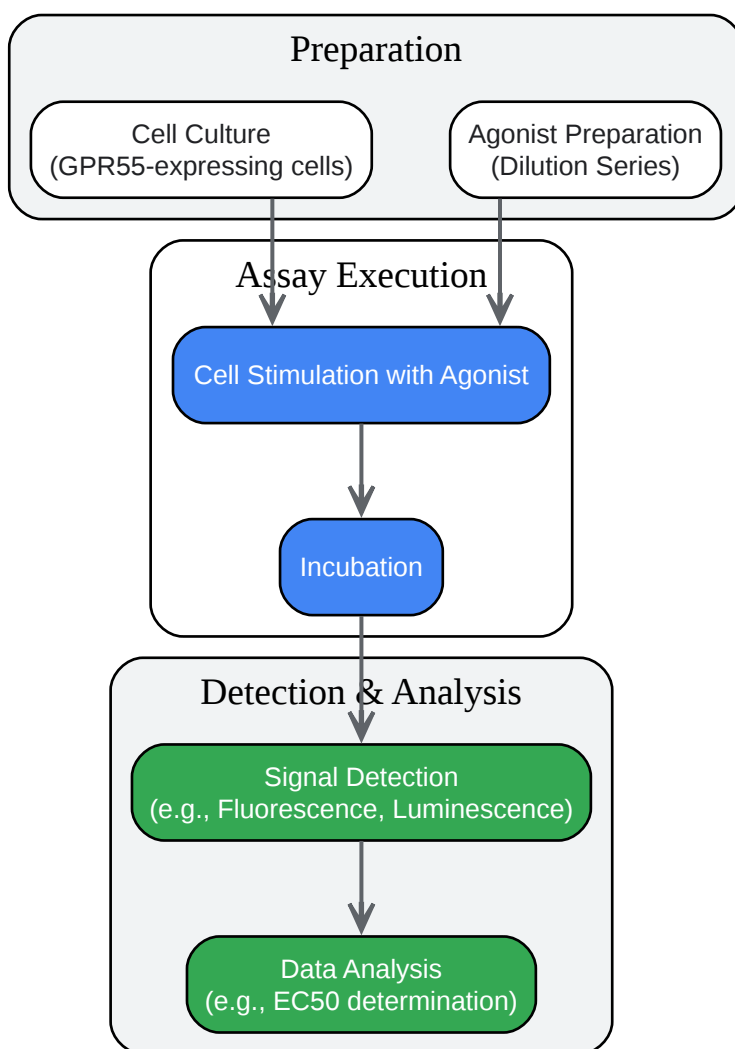 Preparation
Cell Culture
(GPR55-expressing cells)
Agonist Preparation
(Dilution Series)
Assay Execution
Cell Stimulation with Agonist
Incubation
Detection & Analysis
Signal Detection
(e.g., Fluorescence, Luminescence)
Data Analysis
(e.g., EC50 determination)